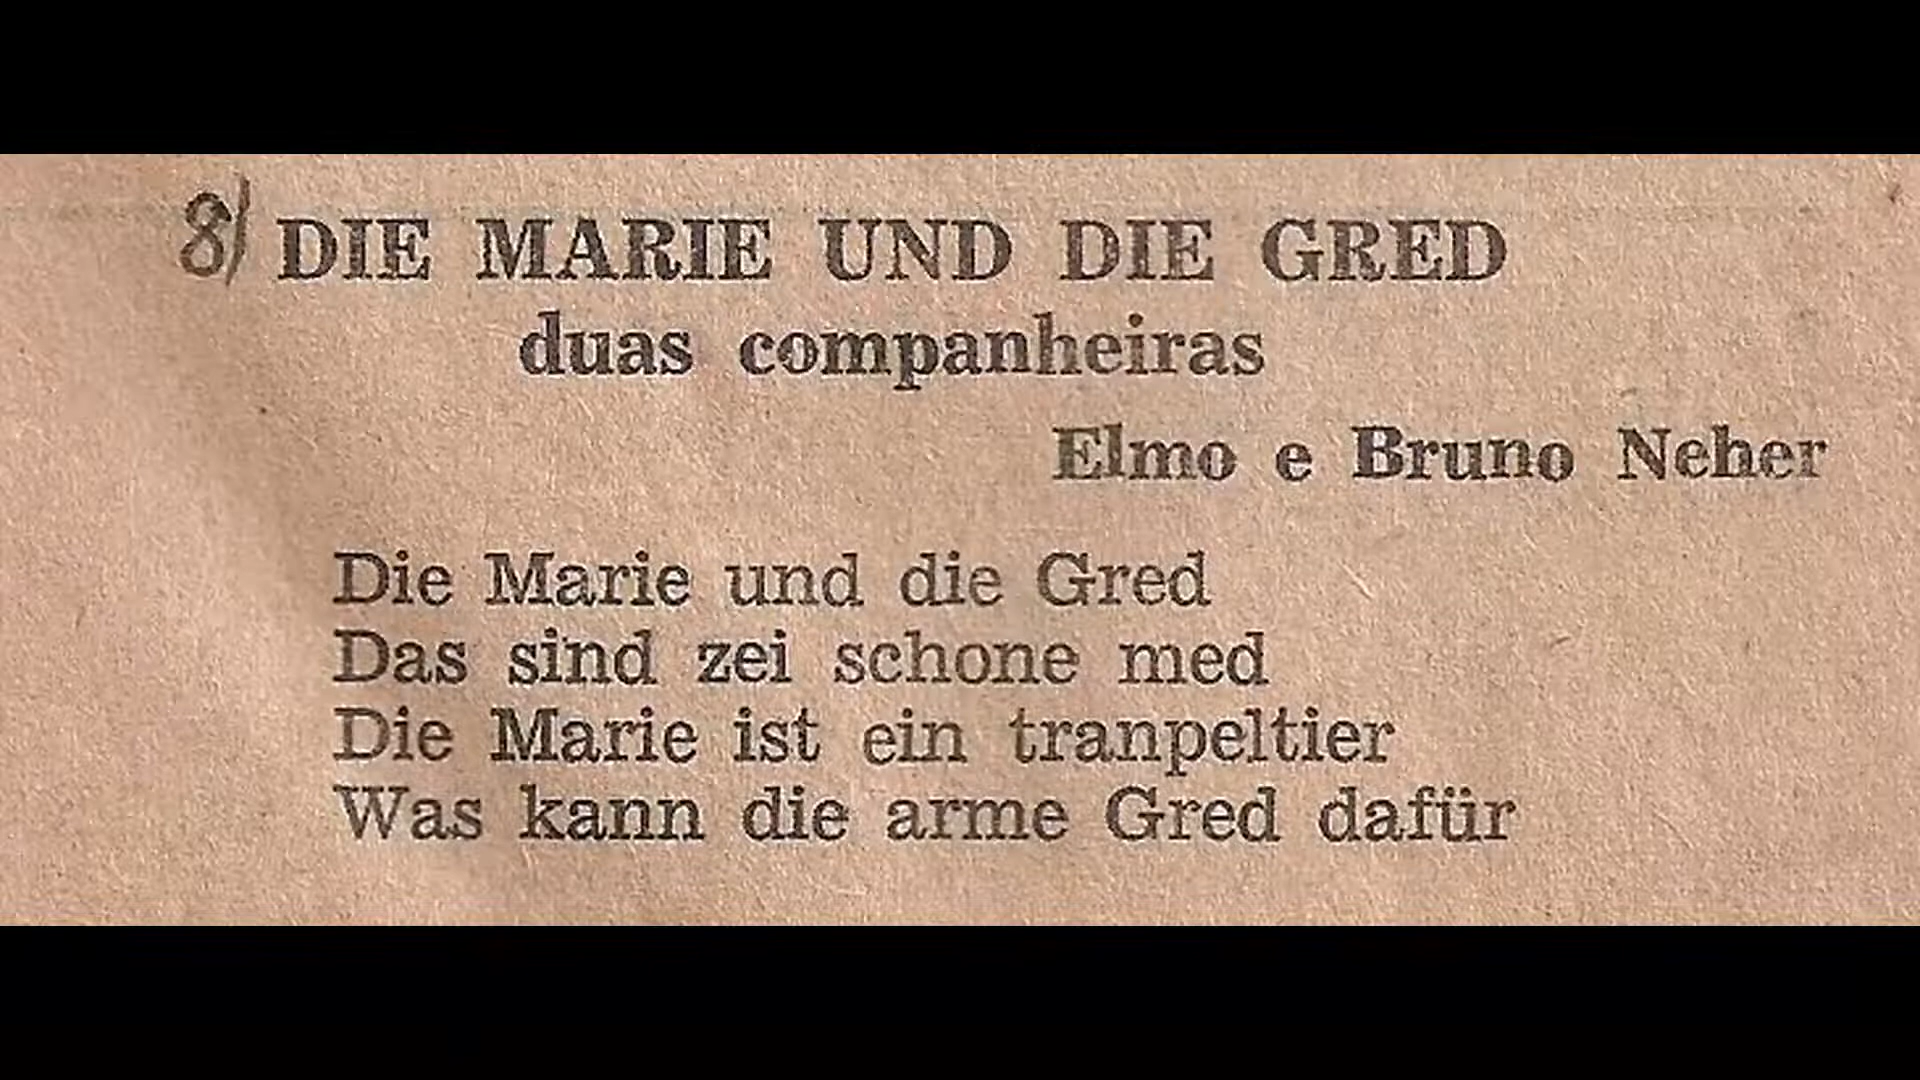 8) DIE MARIE UND DIE GRED
duas companheiras
Elmo e Bruno Neher
Die Marie und die Gred
Das sind zei schone med
Die Marie ist ein tranpeltier
Was kann die arme Gred dafür